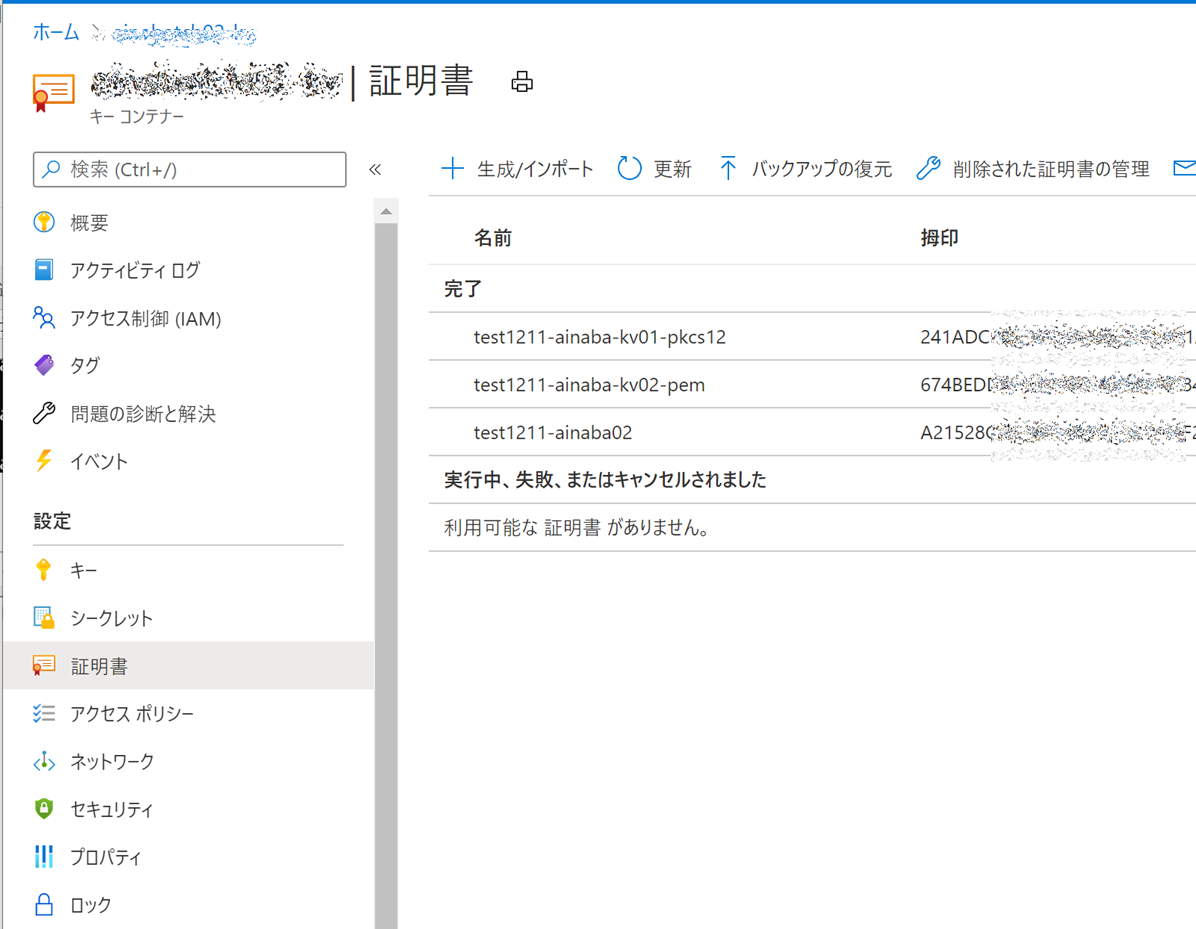 ホーム >
| 証明書
キー コンテナー
検索 (Ctrl+/)
«
生成/インポート 更新 バックアップの復元 削除された証明書の管理
概要
アクティビティ ログ
アクセス制御 (IAM)
タグ
問題の診断と解決
イベント
設定
キー
シークレット
証明書
アクセス ポリシー
ネットワーク
セキュリティ
プロパティ
ロック
名前 拇印
完了
test1211-ainaba-kv01-pkcs12 241ADC
test1211-ainaba-kv02-pem 674BED
test1211-ainaba02 A21528
実行中、失敗、またはキャンセルされました
利用可能な 証明書 がありません。